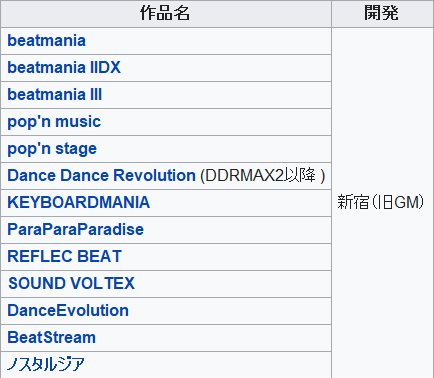 作品名 開発
beatmania
beatmania IIDX
beatmania III
pop'n music
pop'n stage
Dance Dance Revolution (DDRMAX2以降 )
KEYBOARDMANIA
新宿(旧GM)
ParaParaParadise
REFLEC BEAT
SOUND VOLTEX
DanceEvolution
BeatStream
ノスタルジア